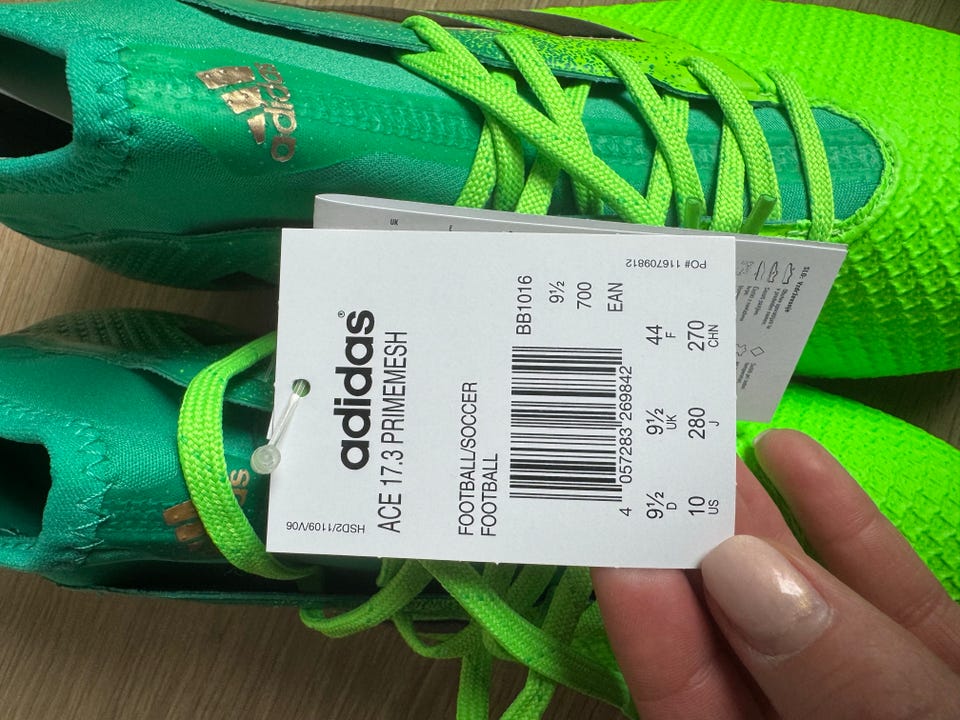 adidas
adidas®
ACE 17.3 PRIMEMESH
FOOTBALL/SOCCER
FOOTBALL
BB1016
9½
700
EAN
4 057283 269842
9½ 9½ 44
D UK F
10 280 270
US J CHN
HSD2/1109/V06
PO# 116709812
UK